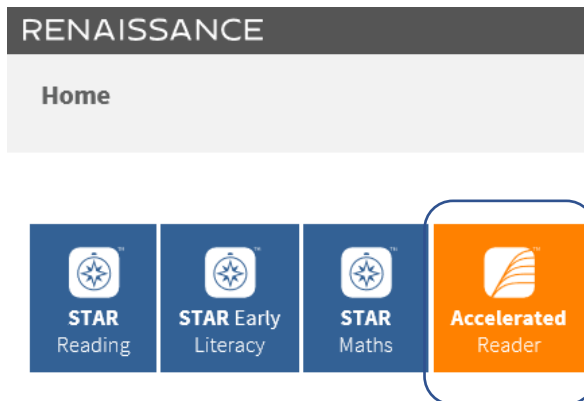 RENAISSANCE
Home
STAR
Reading
STAR Early
Literacy
STAR
Maths
Accelerated
Reader